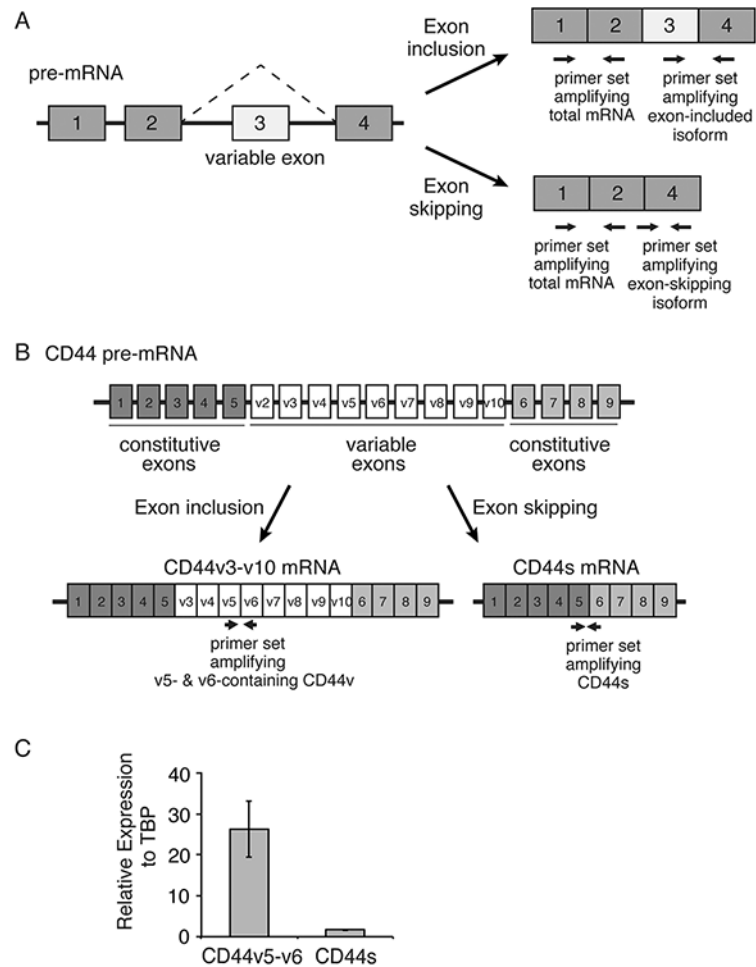 A
pre-mRNA
1 2 3 4
variable exon
Exon
inclusion
1 2 3 4
primer set
amplifying
total mRNA
primer set
amplifying
exon-included
isoform
Exon
skipping
1 2 4
primer set
amplifying
total mRNA
primer set
amplifying
exon-skipping
isoform
B CD44 pre-mRNA
1 2 3 4 5 v2 v3 v4 v5 v6 v7 v8 v9 v10 6 7 8 9
constitutive
exons
variable
exons
constitutive
exons
Exon inclusion
Exon skipping
CD44v3-v10 mRNA
1 2 3 4 5 v3 v4 v5 v6 v7 v8 v9 v10 6 7 8 9
primer set
amplifying
v5- & v6-containing CD44v
CD44s mRNA
1 2 3 4 5 6 7 8 9
primer set
amplifying
CD44s
C
Relative Expression
to TBP
40
30
20
10
0
CD44v5-v6 CD44s